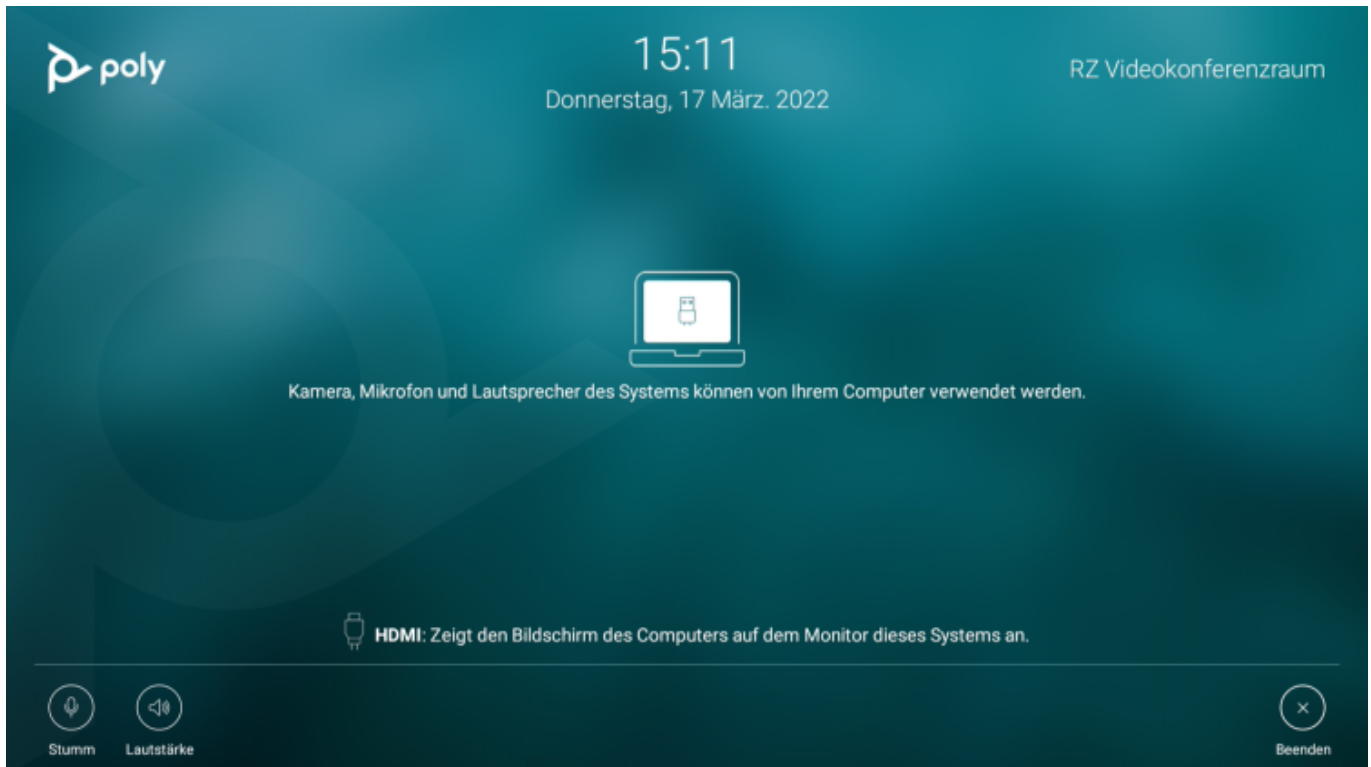 poly
15:11
Donnerstag, 17 März. 2022
RZ Videokonferenzraum
Kamera, Mikrofon und Lautsprecher des Systems können von Ihrem Computer verwendet werden.
HDMI: Zeigt den Bildschirm des Computers auf dem Monitor dieses Systems an.
Stumm
Lautstärke
Beenden